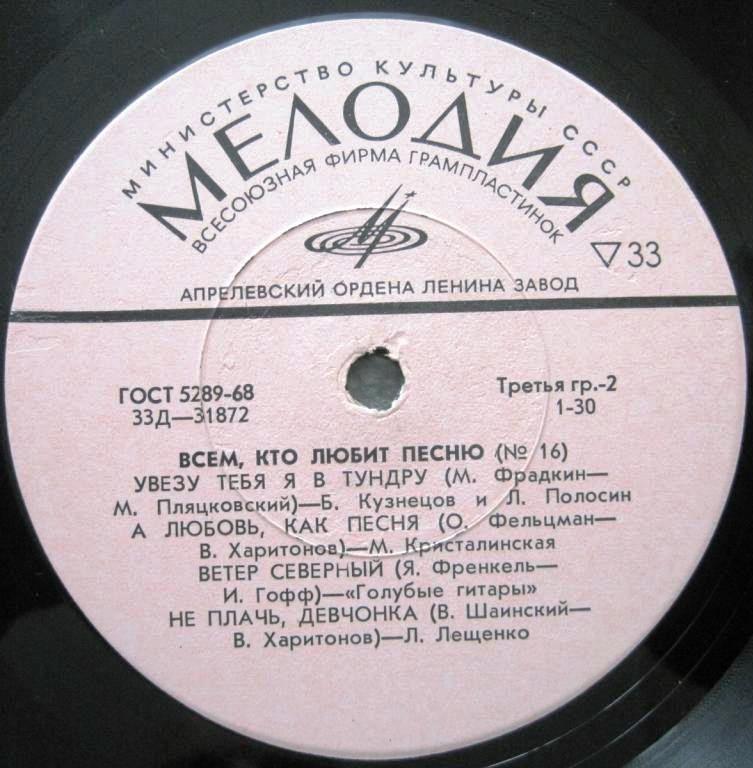 МИНИСТЕРСТВО КУЛЬТУРЫ СССР
МЕЛОДИЯ
ВСЕСОЮЗНАЯ ФИРМА ГРАМПЛАСТИНОК
33
АПРЕЛЕВСКИЙ ОРДЕНА ЛЕНИНА ЗАВОД
ГОСТ 5289-68
Третья гр.-2
33Д—31872
1-30
ВСЕМ, КТО ЛЮБИТ ПЕСНЮ (№ 16)
УВЕЗУ ТЕБЯ Я В ТУНДРУ (М. Фрадкин—
М. Пляцковский)—Б. Кузнецов и Л. Полосин
А ЛЮБОВЬ, КАК ПЕСНЯ (О. Фельцман—
В. Харитонов)—М. Кристалинская
ВЕТЕР СЕВЕРНЫЙ (Я. Френкель—
И. Гофф)—«Голубые гитары»
НЕ ПЛАЧЬ, ДЕВЧОНКА (В. Шаинский—
В. Харитонов)—Л. Лещенко